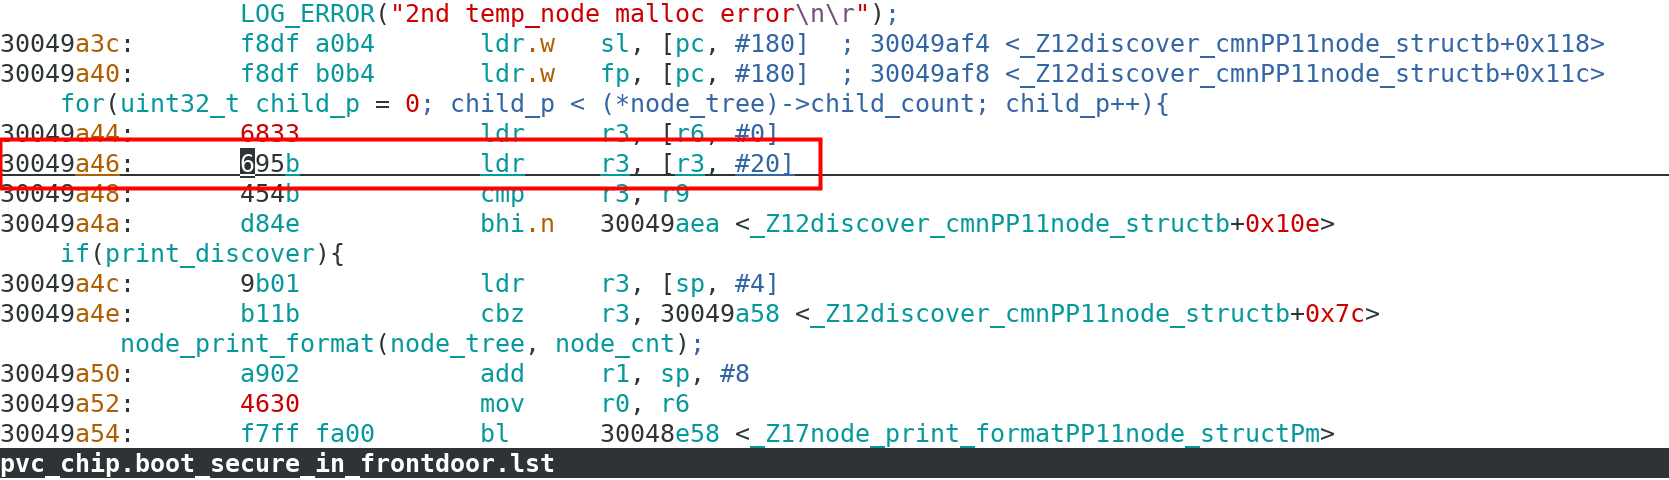 LOG_ERROR("2nd temp_node malloc error\n\r");
30049a3c: f8df a0b4 ldr.w sl, [pc, #180] ; 30049af4 <_Z12discover_cmnPP11node_structb+0x118>
30049a40: f8df b0b4 ldr.w fp, [pc, #180] ; 30049af8 <_Z12discover_cmnPP11node_structb+0x11c>
for(uint32_t child_p = 0; child_p < (*node_tree)->child_count; child_p++){
30049a44: 6833 ldr r3, [r6, #0]
30049a46: 695b ldr r3, [r3, #20]
30049a48: 454b cmp r3, r9
30049a4a: d84e bhi.n 30049aea <_Z12discover_cmnPP11node_structb+0x10e>
if(print_discover){
30049a4c: 9b01 ldr r3, [sp, #4]
30049a4e: b11b cbz r3, 30049a58 <_Z12discover_cmnPP11node_structb+0x7c>
node_print_format(node_tree, node_cnt);
30049a50: a902 add r1, sp, #8
30049a52: 4630 mov r0, r6
30049a54: f7ff fa00 bl 30048e58 <_Z17node_print_formatPP11node_structPm>
pvc_chip.boot_secure_in_frontdoor.lst